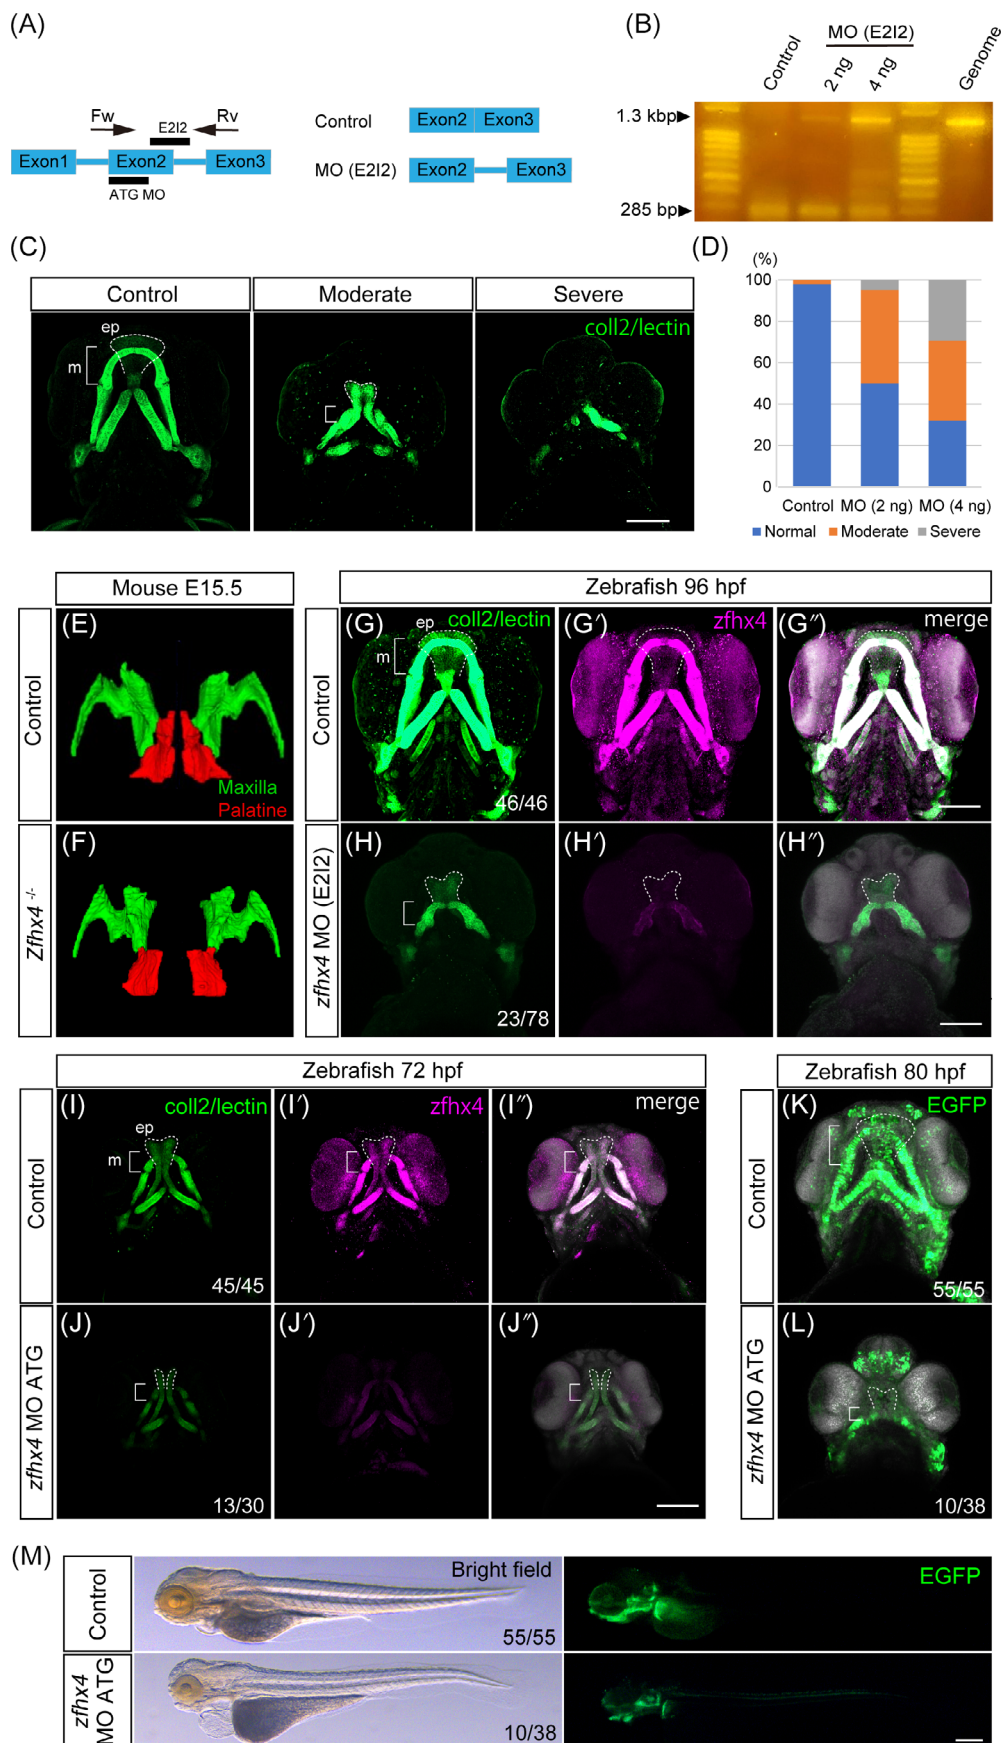 (A)
Fw
E2I2
Rv
Exon1
Exon2
Exon3
ATG MO
Control
Exon2
Exon3
MO (E2I2)
Exon2
Exon3
(B)
MO (E2I2)
Control
2 ng
4 ng
Genome
1.3 kbp
285 bp
(C)
Control
Moderate
Severe
ep
m
coll2/lectin
(D)
(%)
100
80
60
40
20
0
Control
MO (2 ng)
MO (4 ng)
Normal
Moderate
Severe
Mouse E15.5
Zebrafish 96 hpf
Control
(E)
Maxilla
Palatine
Control
(G)
coll2/lectin
ep
m
46/46
(G′)
zfhx4
(G″)
merge
Zfhx4 -/-
(F)
zfhx4 MO (E2I2)
(H)
23/78
(H′)
(H″)
Zebrafish 72 hpf
Zebrafish 80 hpf
Control
(I)
coll2/lectin
ep
m
45/45
(I′)
zfhx4
(I″)
merge
Control
(K)
EGFP
55/55
zfhx4 MO ATG
(J)
13/30
(J′)
(J″)
zfhx4 MO ATG
(L)
10/38
(M)
Control
Bright field
55/55
EGFP
zfhx4
MO ATG
10/38